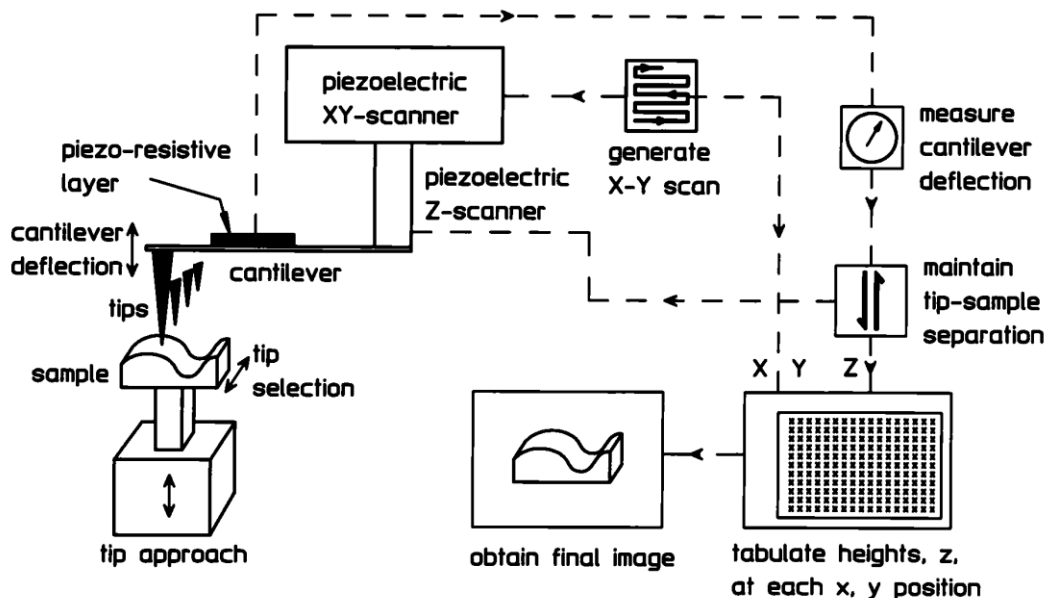 piezoelectric
XY-scanner
generate
X-Y scan
measure
cantilever
deflection
piezo-resistive
layer
piezoelectric
Z-scanner
cantilever
deflection
cantilever
maintain
tip-sample
separation
tips
sample
tip
selection
X Y Z
tip approach
obtain final image
tabulate heights, z,
at each x, y position